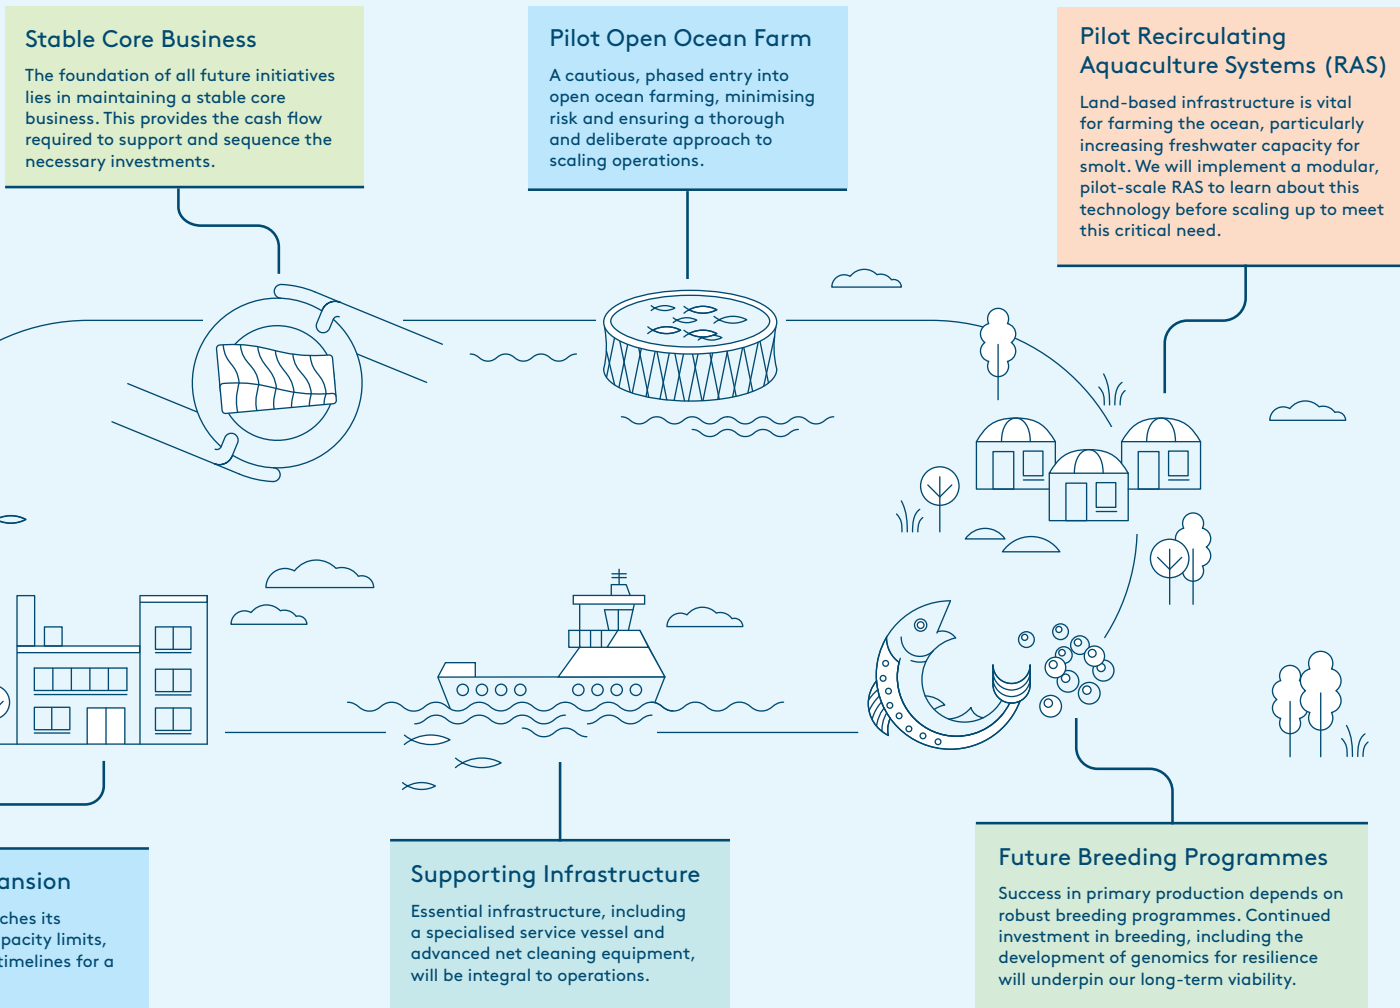 Stable Core Business
The foundation of all future initiatives
lies in maintaining a stable core
business. This provides the cash flow
required to support and sequence the
necessary investments.
Pilot Open Ocean Farm
A cautious, phased entry into
open ocean farming, minimising
risk and ensuring a thorough
and deliberate approach to
scaling operations.
Pilot Recirculating
Aquaculture Systems (RAS)
Land-based infrastructure is vital
for farming the ocean, particularly
increasing freshwater capacity for
smolt. We will implement a modular,
pilot-scale RAS to learn about this
technology before scaling up to meet
this critical need.
ansion
ches its
pacity limits,
timelines for a
Supporting Infrastructure
Essential infrastructure, including
a specialised service vessel and
advanced net cleaning equipment,
will be integral to operations.
Future Breeding Programmes
Success in primary production depends on
robust breeding programmes. Continued
investment in breeding, including the
development of genomics for resilience
will underpin our long-term viability.